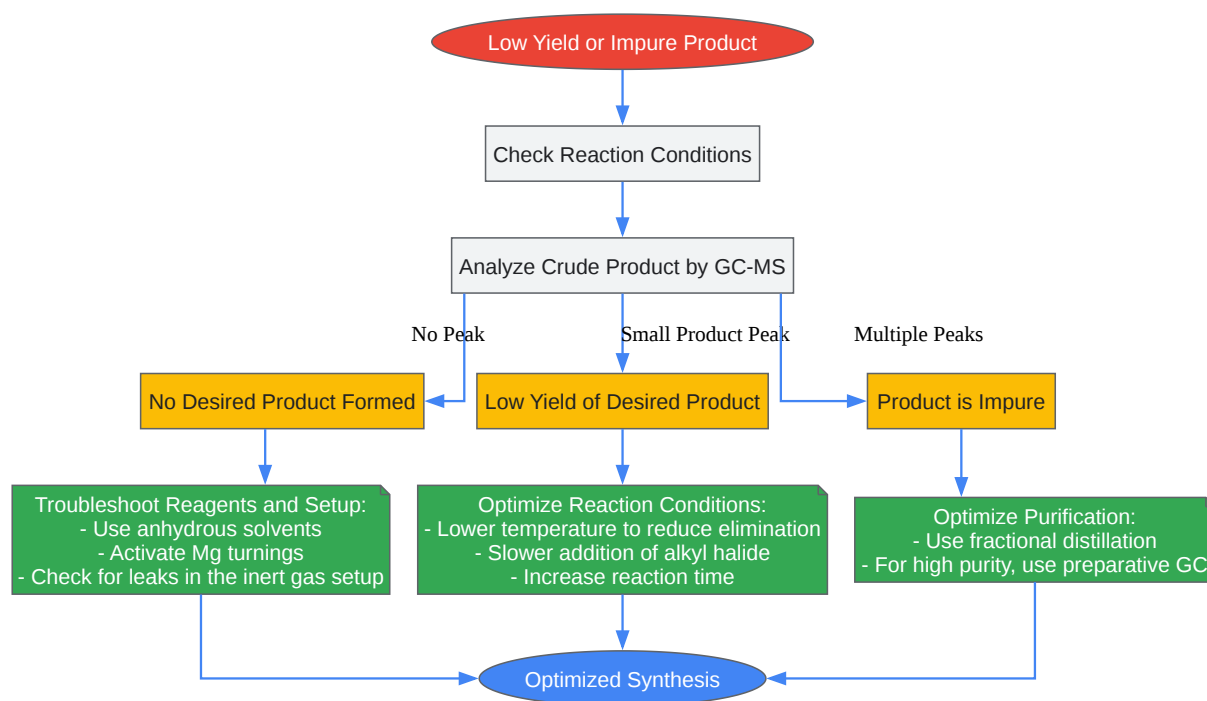 Low Yield or Impure Product
Check Reaction Conditions
Analyze Crude Product by GC-MS
No Peak
Small Product Peak
Multiple Peaks
No Desired Product Formed
Low Yield of Desired Product
Product is Impure
Troubleshoot Reagents and Setup:
- Use anhydrous solvents
- Activate Mg turnings
- Check for leaks in the inert gas setup
Optimize Reaction Conditions:
- Lower temperature to reduce elimination
- Slower addition of alkyl halide
- Increase reaction time
Optimize Purification:
- Use fractional distillation
- For high purity, use preparative GC
Optimized Synthesis